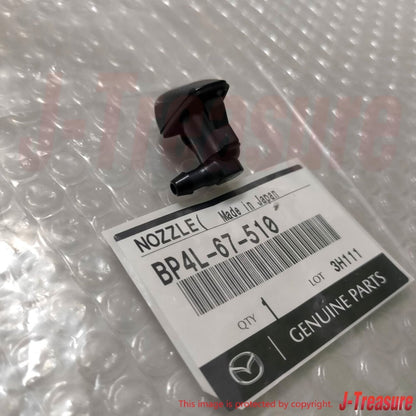 J-Treasure
NOZZLE( Made in Japan
BP4L-67-510
QTY 1 LOT 3H111
GENUINE PARTS
This image is protected by copyright. J-Treasure